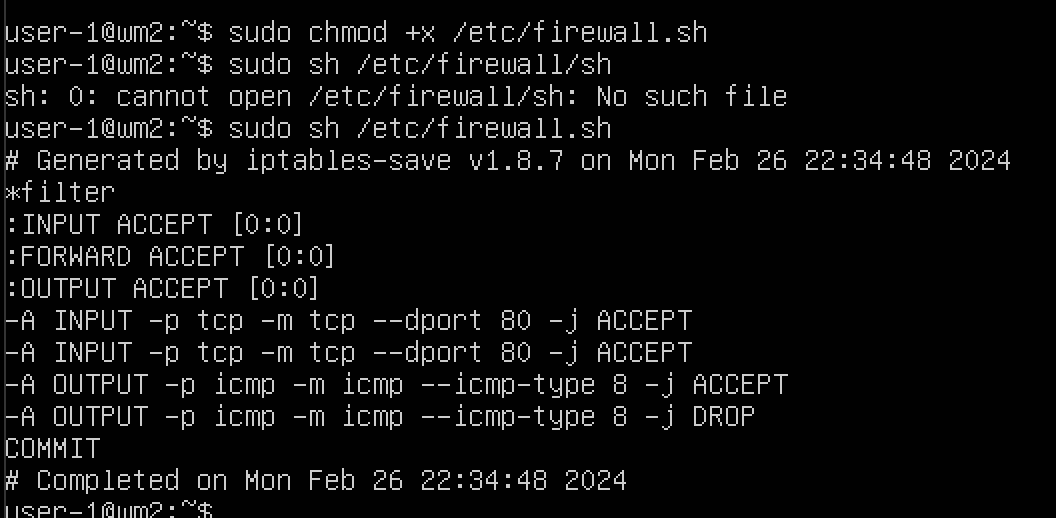 user-1@wm2:~$ sudo chmod +x /etc/firewall.sh
user-1@wm2:~$ sudo sh /etc/firewall/sh
sh: 0: cannot open /etc/firewall/sh: No such file
user-1@wm2:~$ sudo sh /etc/firewall.sh
# Generated by iptables-save v1.8.7 on Mon Feb 26 22:34:48 2024
*filter
:INPUT ACCEPT [0:0]
:FORWARD ACCEPT [0:0]
:OUTPUT ACCEPT [0:0]
-A INPUT -p tcp -m tcp --dport 80 -j ACCEPT
-A INPUT -p tcp -m tcp --dport 80 -j ACCEPT
-A OUTPUT -p icmp -m icmp --icmp-type 8 -j ACCEPT
-A OUTPUT -p icmp -m icmp --icmp-type 8 -j DROP
COMMIT
# Completed on Mon Feb 26 22:34:48 2024
user-1@wm2:~$